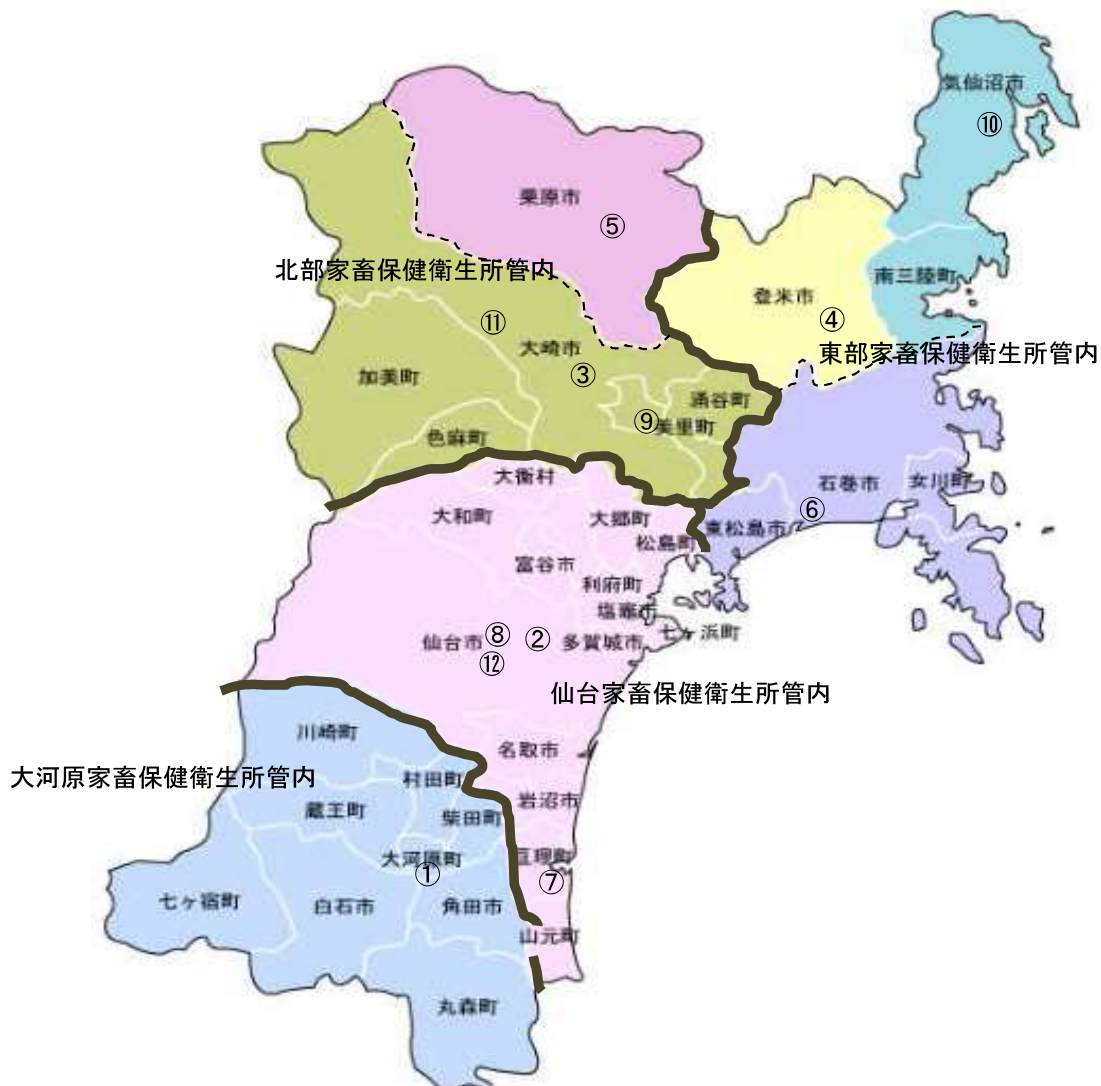 気仙沼市
⑩
栗原市
⑤
北部家畜保健衛生所管内
南三陸町
登米市
④
⑪
大崎市
東部家畜保健衛生所管内
加美町
③
涌谷町
⑨
美里町
色麻町
大衡村
石巻市
女川町
⑥
大和町
大郷町
東松島市
松島町
富谷市
利府町
塩竈市
七ヶ浜町
仙台市
⑧
②
多賀城市
⑫
仙台家畜保健衛生所管内
川崎町
名取市
大河原家畜保健衛生所管内
村田町
蔵王町
岩沼市
柴田町
大河原町
亘理町
①
⑦
七ヶ宿町
白石市
角田市
山元町
丸森町